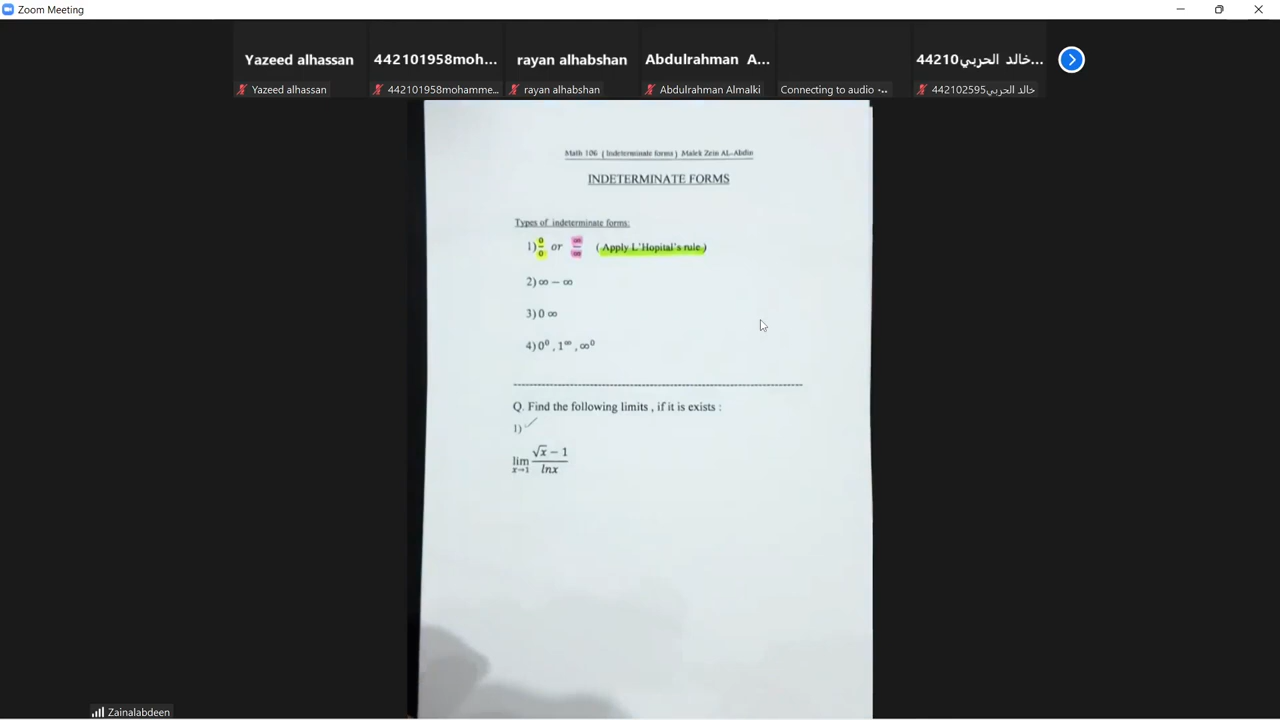 Zoom Meeting
Yazeed alhassan
442101958moh...
rayan alhabshan
Abdulrahman A...
44210خالد الحربي...
Yazeed alhassan
442101958mohamme...
rayan alhabshan
Abdulrahman Almalki
Connecting to audio
442102595خالد الحربي
Math 106 ( Indeterminate forms ) Malek Zein AL-Abdin
INDETERMINATE FORMS
Types of indeterminate forms:
1) 0/0 or ∞/∞ ( Apply L'Hopital's rule )
2) ∞ − ∞
3) 0 ∞
4) 0⁰ , 1^∞ , ∞⁰
Q. Find the following limits , if it is exists :
1)
lim x→1 (√x − 1)/lnx
Zainalabdeen